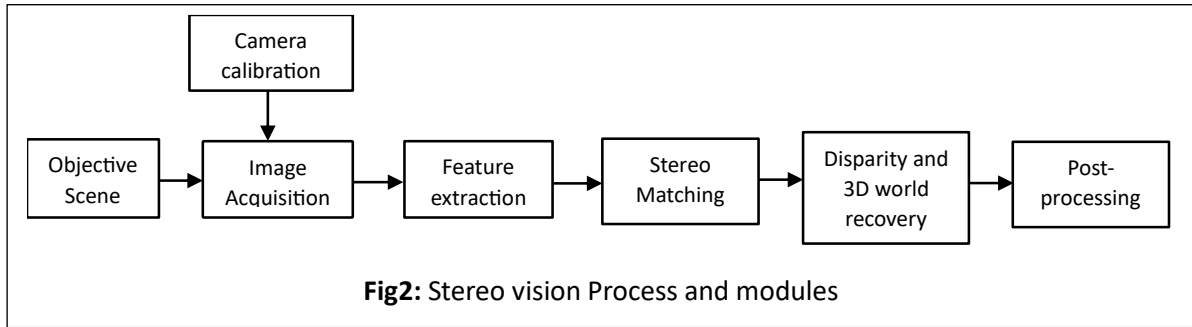 Camera
calibration
Objective
Scene
Image
Acquisition
Feature
extraction
Stereo
Matching
Disparity and
3D world
recovery
Post-
processing
Fig2: Stereo vision Process and modules